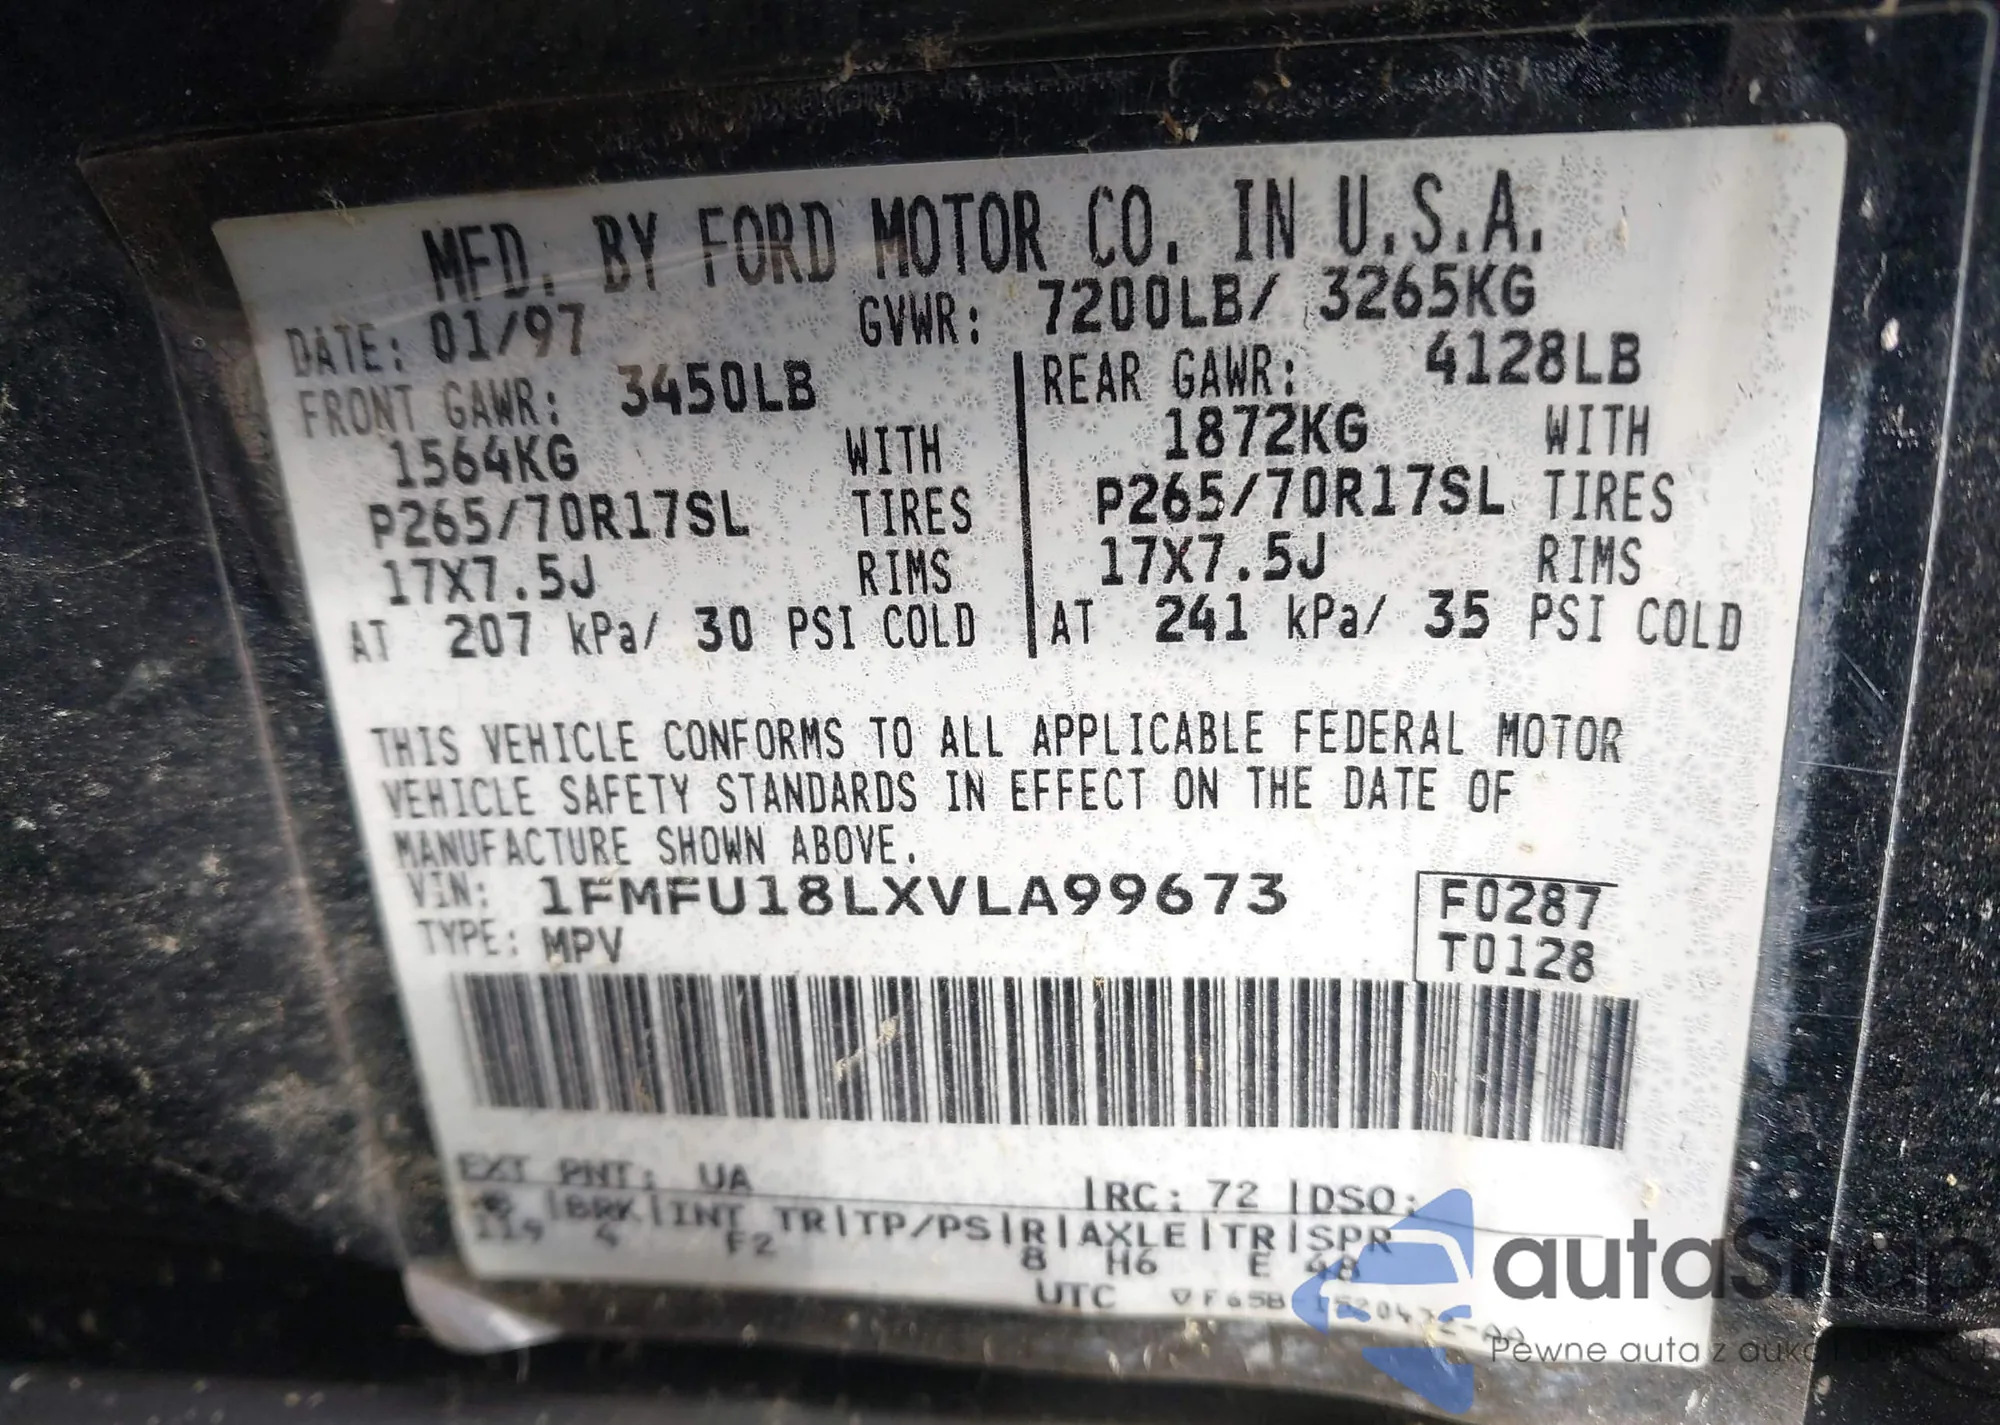 MFD. BY FORD MOTOR CO. IN U.S.A.
DATE: 01/97 GVWR: 7200LB/ 3265KG
FRONT GAWR: 3450LB REAR GAWR: 4128LB
1564KG WITH 1872KG WITH
P265/70R17SL TIRES P265/70R17SL TIRES
17X7.5J RIMS 17X7.5J RIMS
AT 207 kPa/ 30 PSI COLD AT 241 kPa/ 35 PSI COLD
THIS VEHICLE CONFORMS TO ALL APPLICABLE FEDERAL MOTOR
VEHICLE SAFETY STANDARDS IN EFFECT ON THE DATE OF
MANUFACTURE SHOWN ABOVE.
VIN: 1FMFU18LXVLA99673 F0287
TYPE: MPV T0128
EXT PNT: UA RC: 72 DSO:
BRK INT TR TP/PS R AXLE TR SPR
119 4 F2 8 H6 E 48
UTC
autaSnap
Pewne auta z